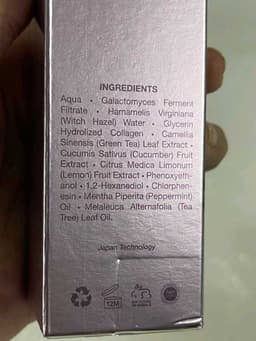 INGREDIENTS
Aqua • Galactomyces Ferment
Filtrate • Hamamelis Virginiana
(Witch Hazel) Water • Glycerin
Hydrolized Collagen • Camellia
Sinensis (Green Tea) Leaf Extract •
Cucumis Sativus (Cucumber) Fruit
Extract • Citrus Medica Limonum
(Lemon) Fruit Extract • Phenoxyeth-
anol • 1,2-Hexanediol • Chlorphen-
esin • Mentha Piperita (Peppermint)
Oil • Melaleuca Alternafolia (Tea
Tree) Leaf Oil.
Japan Technology
12M